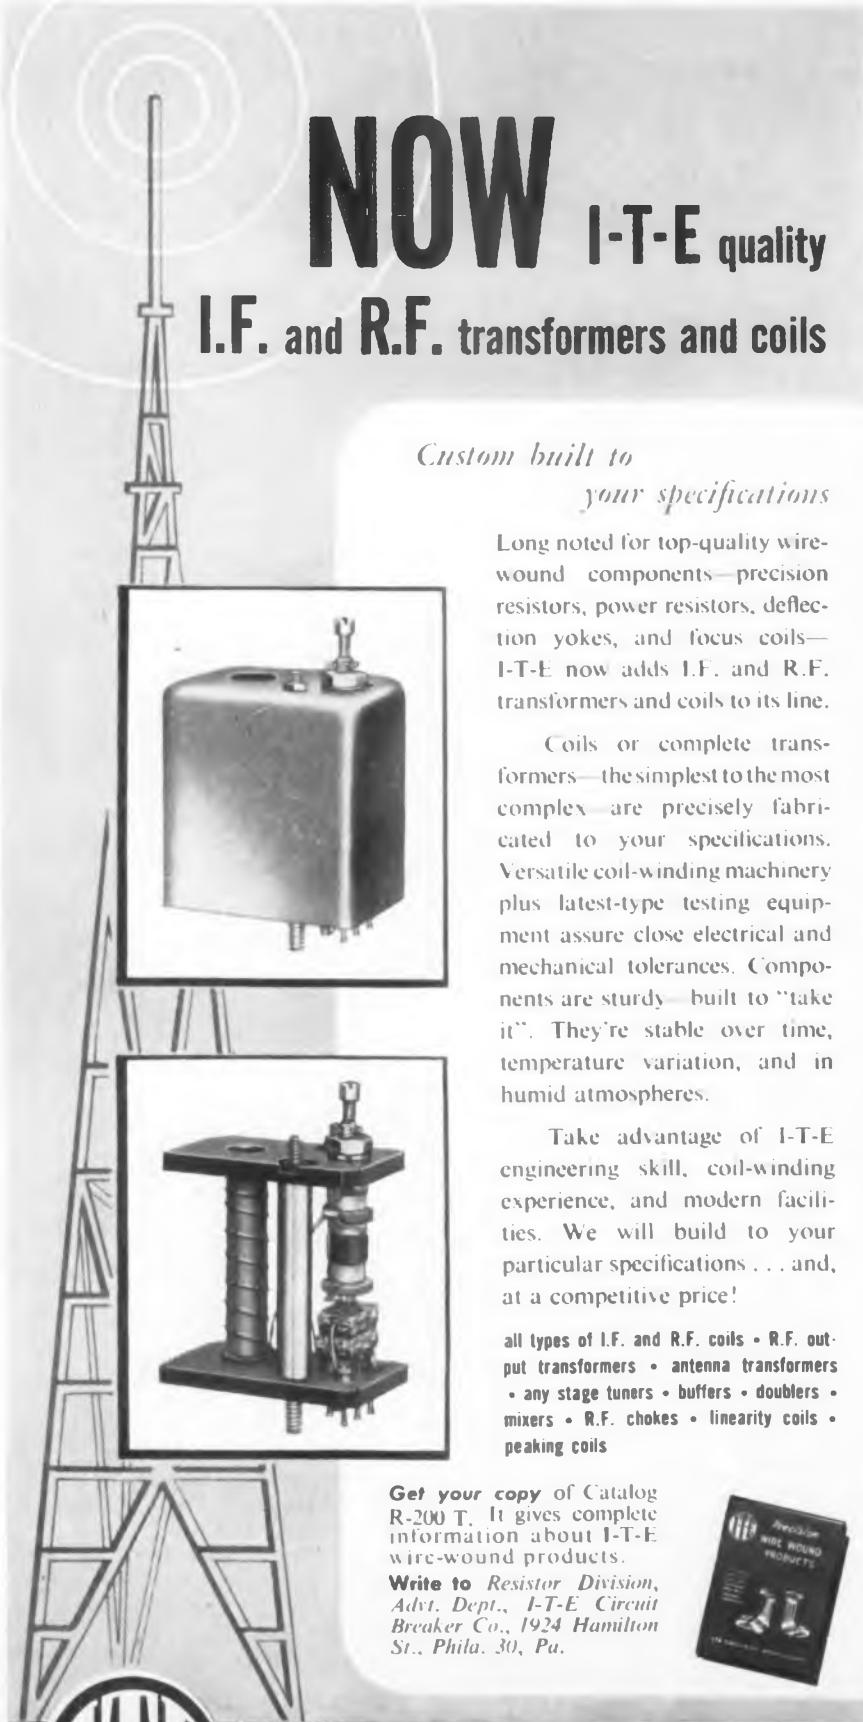 NOW I-T-E quality
I.F. and R.F. transformers and coils
Custom built to
your specifications
Long noted for top-quality wire-
wound components—precision
resistors, power resistors, deflec-
tion yokes, and focus coils—
I-T-E now adds I.F. and R.F.
transformers and coils to its line.
Coils or complete trans-
formers—the simplest to the most
complex—are precisely fabri-
cated to your specifications.
Versatile coil-winding machinery
plus latest-type testing equip-
ment assure close electrical and
mechanical tolerances. Compo-
nents are sturdy—built to "take
it". They're stable over time,
temperature variation, and in
humid atmospheres.
Take advantage of I-T-E
engineering skill, coil-winding
experience, and modern facili-
ties. We will build to your
particular specifications . . . and,
at a competitive price!
all types of I.F. and R.F. coils • R.F. out-
put transformers • antenna transformers
• any stage tuners • buffers • doublers •
mixers • R.F. chokes • linearity coils •
peaking coils
Get your copy of Catalog
R-200 T. It gives complete
information about I-T-E
wire-wound products.
Write to Resistor Division,
Advt. Dept., I-T-E Circuit
Breaker Co., 1924 Hamilton
St., Phila. 30, Pa.
Precision
WIRE WOUND
PRODUCTS